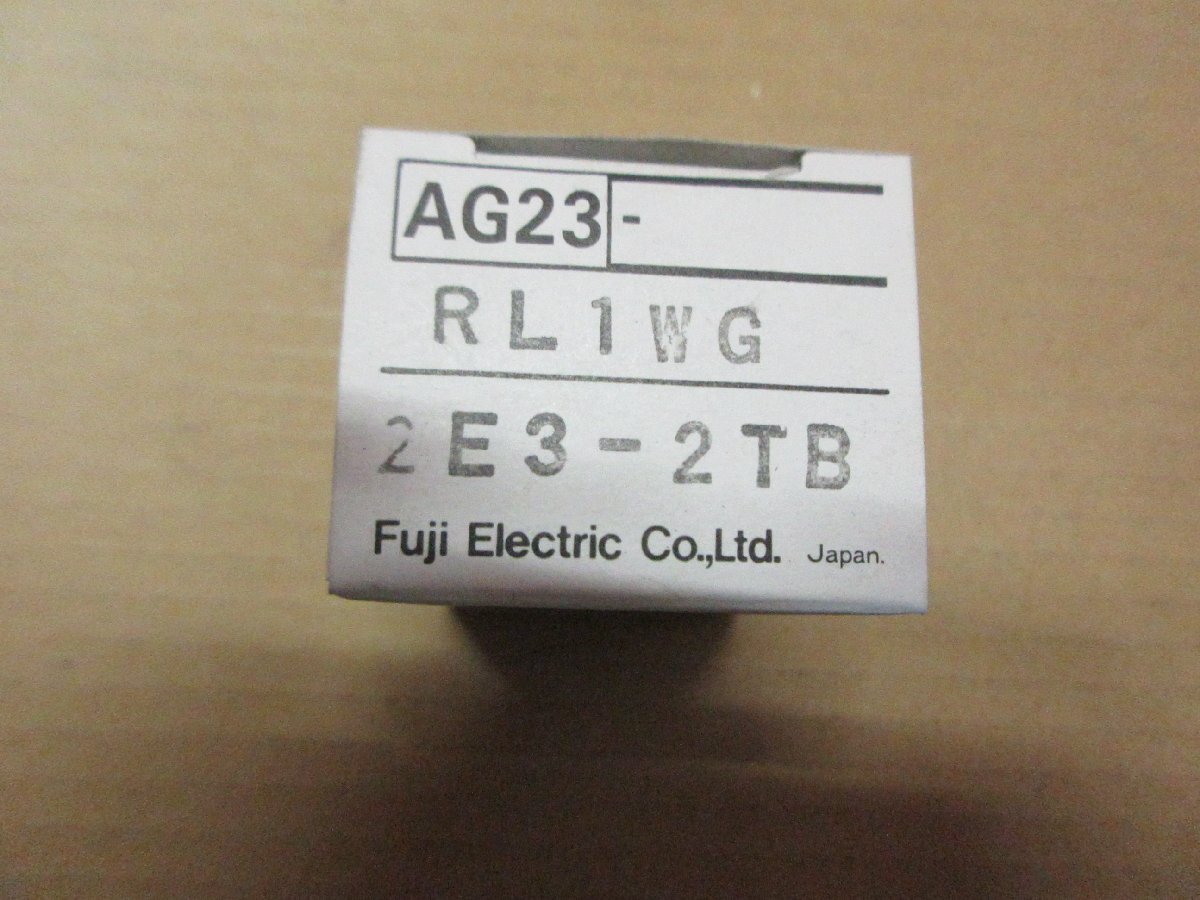 AG23-
RL1WG
2E3-2TB
Fuji Electric Co.,Ltd. Japan.